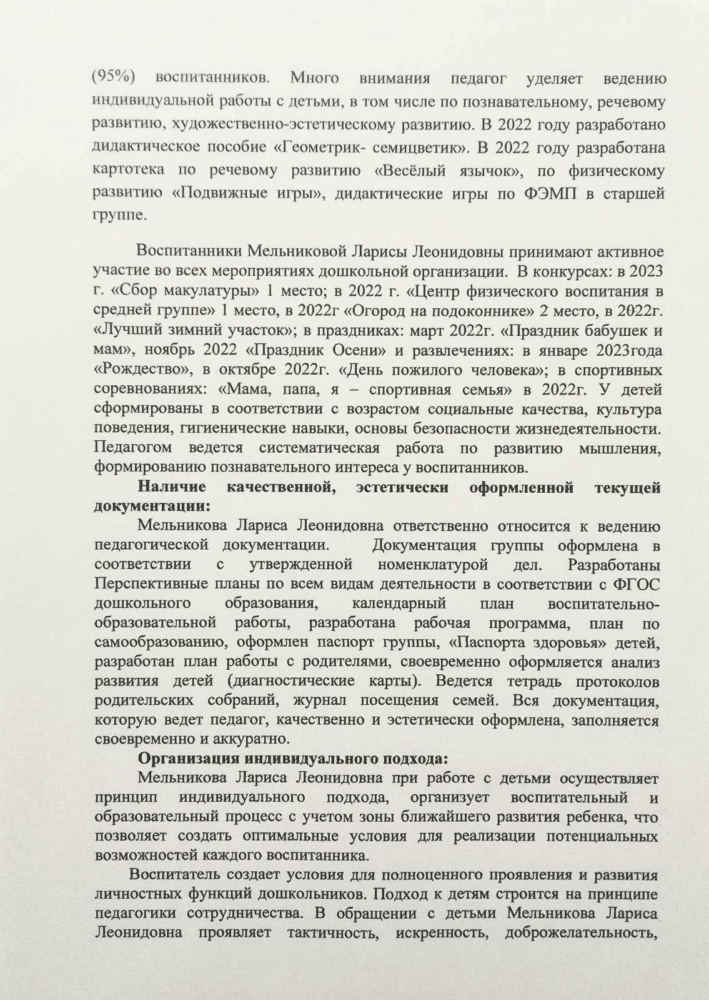 (95%) воспитанников. Много внимания педагог уделяет ведению
индивидуальной работы с детьми, в том числе по познавательному, речевому
развитию, художественно-эстетическому развитию. В 2022 году разработано
дидактическое пособие «Геометрик- семицветик». В 2022 году разработана
картотека по речевому развитию «Весёлый язычок», по физическому
развитию «Подвижные игры», дидактические игры по ФЭМП в старшей
группе.
Воспитанники Мельниковой Ларисы Леонидовны принимают активное
участие во всех мероприятиях дошкольной организации. В конкурсах: в 2023
г. «Сбор макулатуры» 1 место; в 2022 г. «Центр физического воспитания в
средней группе» 1 место, в 2022г «Огород на подоконнике» 2 место, в 2022г.
«Лучший зимний участок»; в праздниках: март 2022г. «Праздник бабушек и
мам», ноябрь 2022 «Праздник Осени» и развлечениях: в январе 2023года
«Рождество», в октябре 2022г. «День пожилого человека»; в спортивных
соревнованиях: «Мама, папа, я – спортивная семья» в 2022г. У детей
сформированы в соответствии с возрастом социальные качества, культура
поведения, гигиенические навыки, основы безопасности жизнедеятельности.
Педагогом ведется систематическая работа по развитию мышления,
формированию познавательного интереса у воспитанников.
Наличие качественной, эстетически оформленной текущей
документации:
Мельникова Лариса Леонидовна ответственно относится к ведению
педагогической документации. Документация группы оформлена в
соответствии с утвержденной номенклатурой дел. Разработаны
Перспективные планы по всем видам деятельности в соответствии с ФГОС
дошкольного образования, календарный план воспитательно-
образовательной работы, разработана рабочая программа, план по
самообразованию, оформлен паспорт группы, «Паспорта здоровья» детей,
разработан план работы с родителями, своевременно оформляется анализ
развития детей (диагностические карты). Ведется тетрадь протоколов
родительских собраний, журнал посещения семей. Вся документация,
которую ведет педагог, качественно и эстетически оформлена, заполняется
своевременно и аккуратно.
Организация индивидуального подхода:
Мельникова Лариса Леонидовна при работе с детьми осуществляет
принцип индивидуального подхода, организует воспитательный и
образовательный процесс с учетом зоны ближайшего развития ребенка, что
позволяет создать оптимальные условия для реализации потенциальных
возможностей каждого воспитанника.
Воспитатель создает условия для полноценного проявления и развития
личностных функций дошкольников. Подход к детям строится на принципе
педагогики сотрудничества. В обращении с детьми Мельникова Лариса
Леонидовна проявляет тактичность, искренность, доброжелательность,